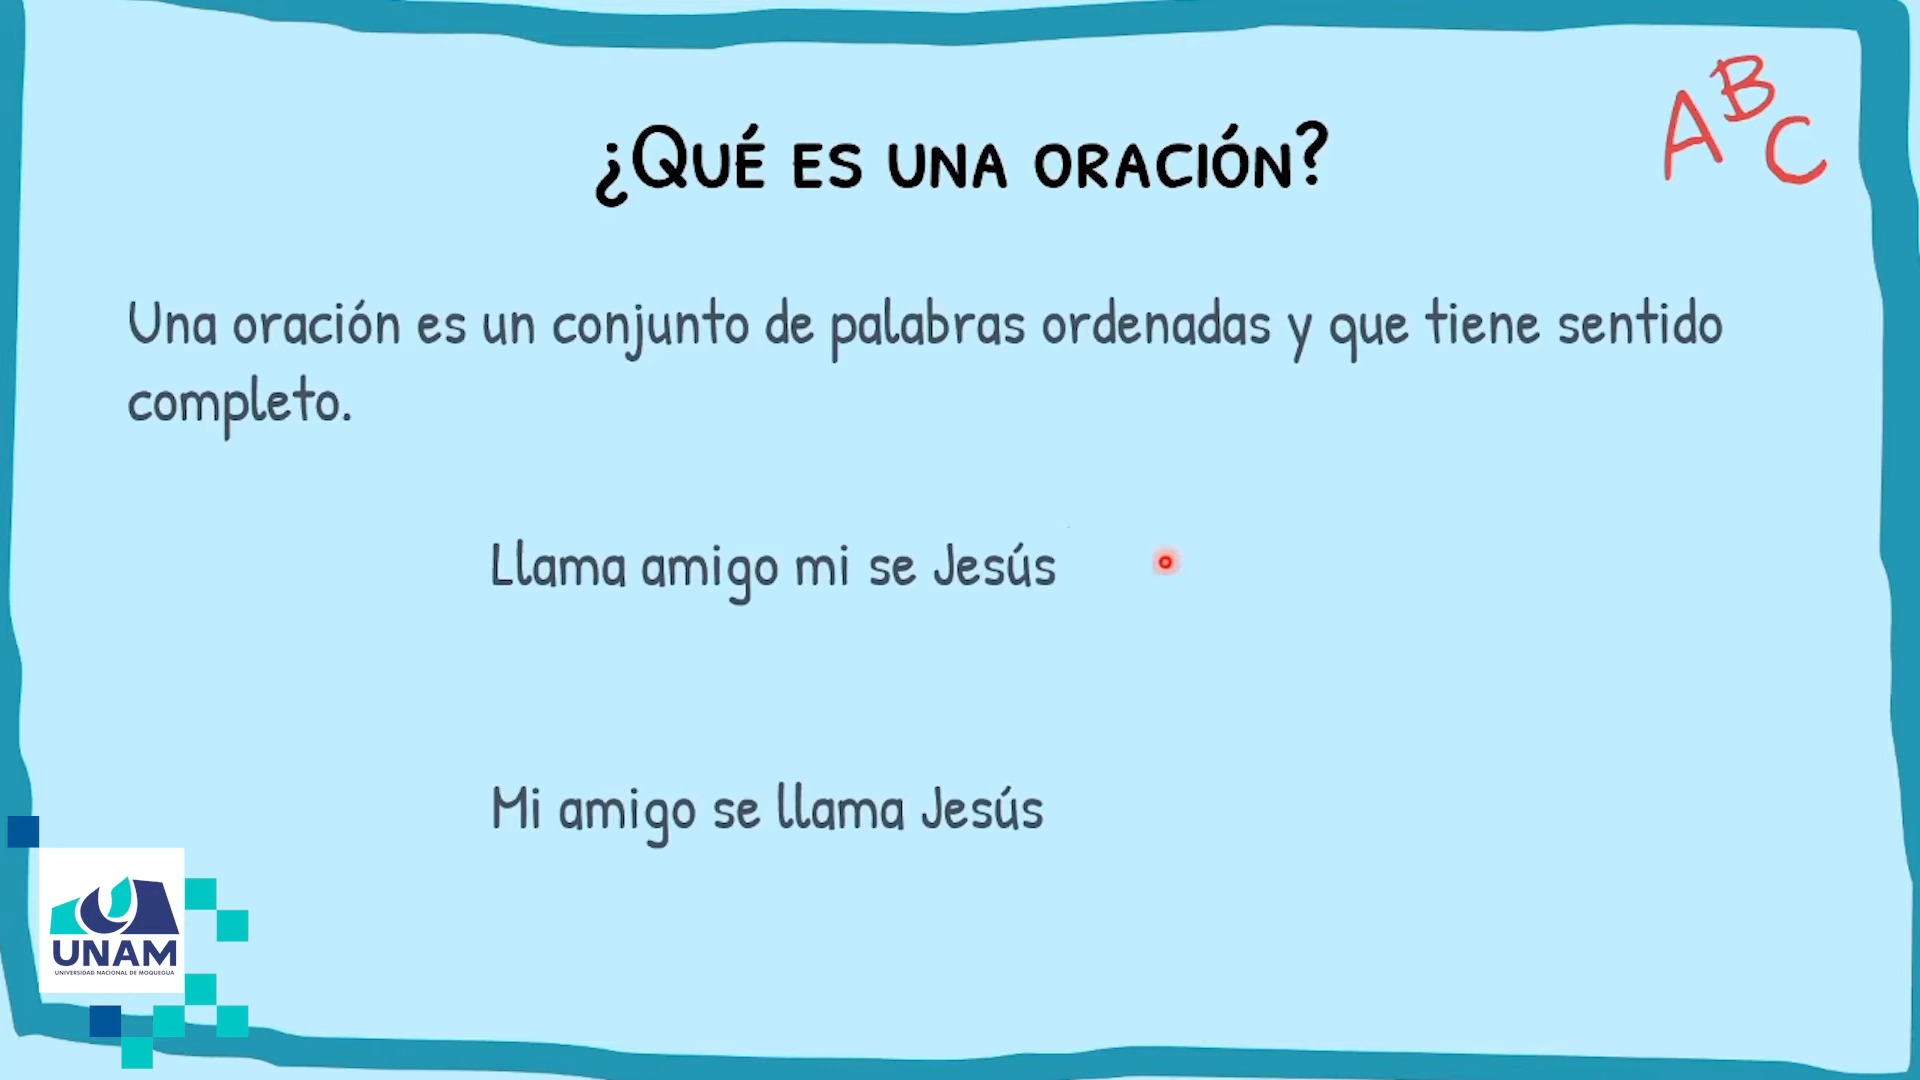 A B C
¿QUÉ ES UNA ORACIÓN?
Una oración es un conjunto de palabras ordenadas y que tiene sentido
completo.
Llama amigo mi se Jesús
Mi amigo se llama Jesús
UNAM
UNIVERSIDAD NACIONAL DE MOQUEGUA